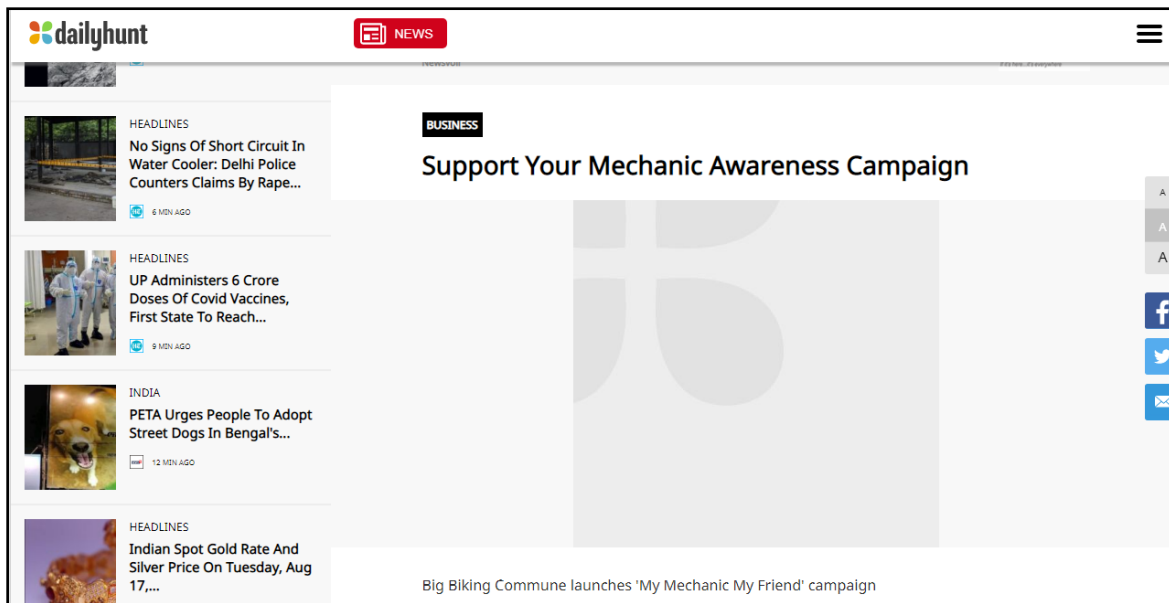 dailyhunt
NEWS
Newsvoir
HEADLINES
No Signs Of Short Circuit In
Water Cooler: Delhi Police
Counters Claims By Rape...
6 MIN AGO
HEADLINES
UP Administers 6 Crore
Doses Of Covid Vaccines,
First State To Reach...
9 MIN AGO
INDIA
PETA Urges People To Adopt
Street Dogs In Bengal's...
12 MIN AGO
HEADLINES
Indian Spot Gold Rate And
Silver Price On Tuesday, Aug
17,...
BUSINESS
Support Your Mechanic Awareness Campaign
Big Biking Commune launches 'My Mechanic My Friend' campaign
A
A
A